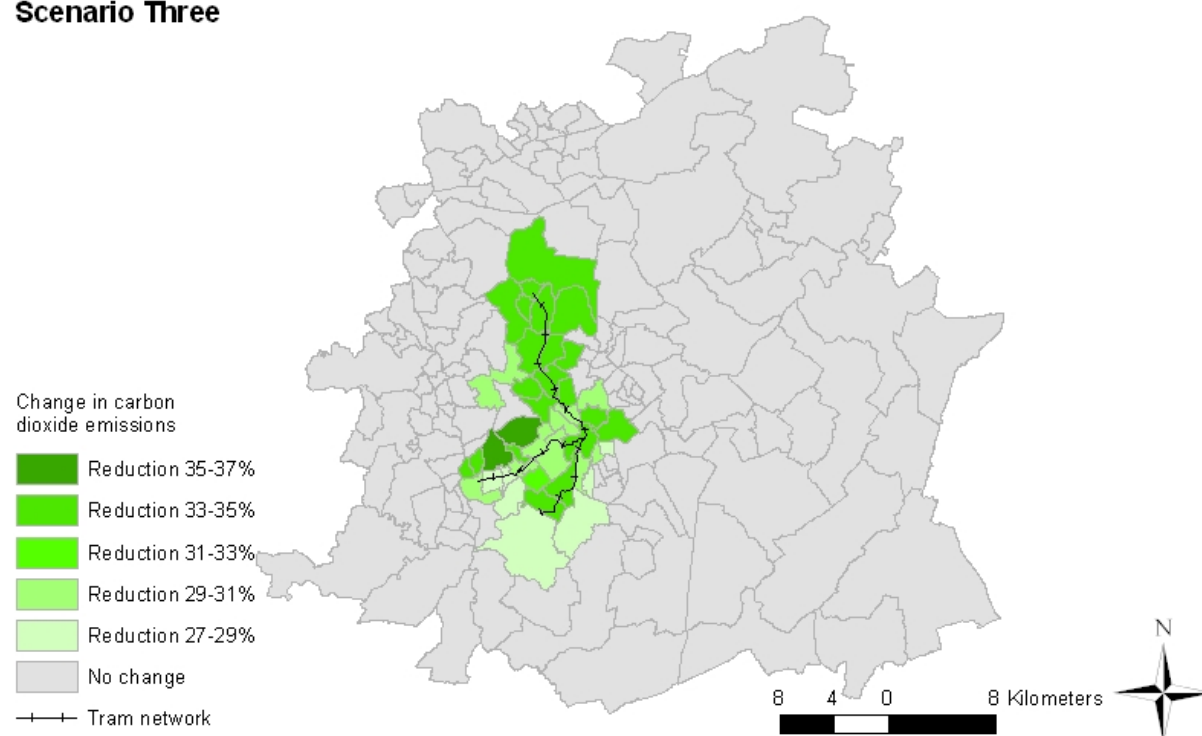 Scenario Three
Change in carbon
dioxide emissions
Reduction 35-37%
Reduction 33-35%
Reduction 31-33%
Reduction 29-31%
Reduction 27-29%
No change
Tram network
8 4 0 8 Kilometers
N